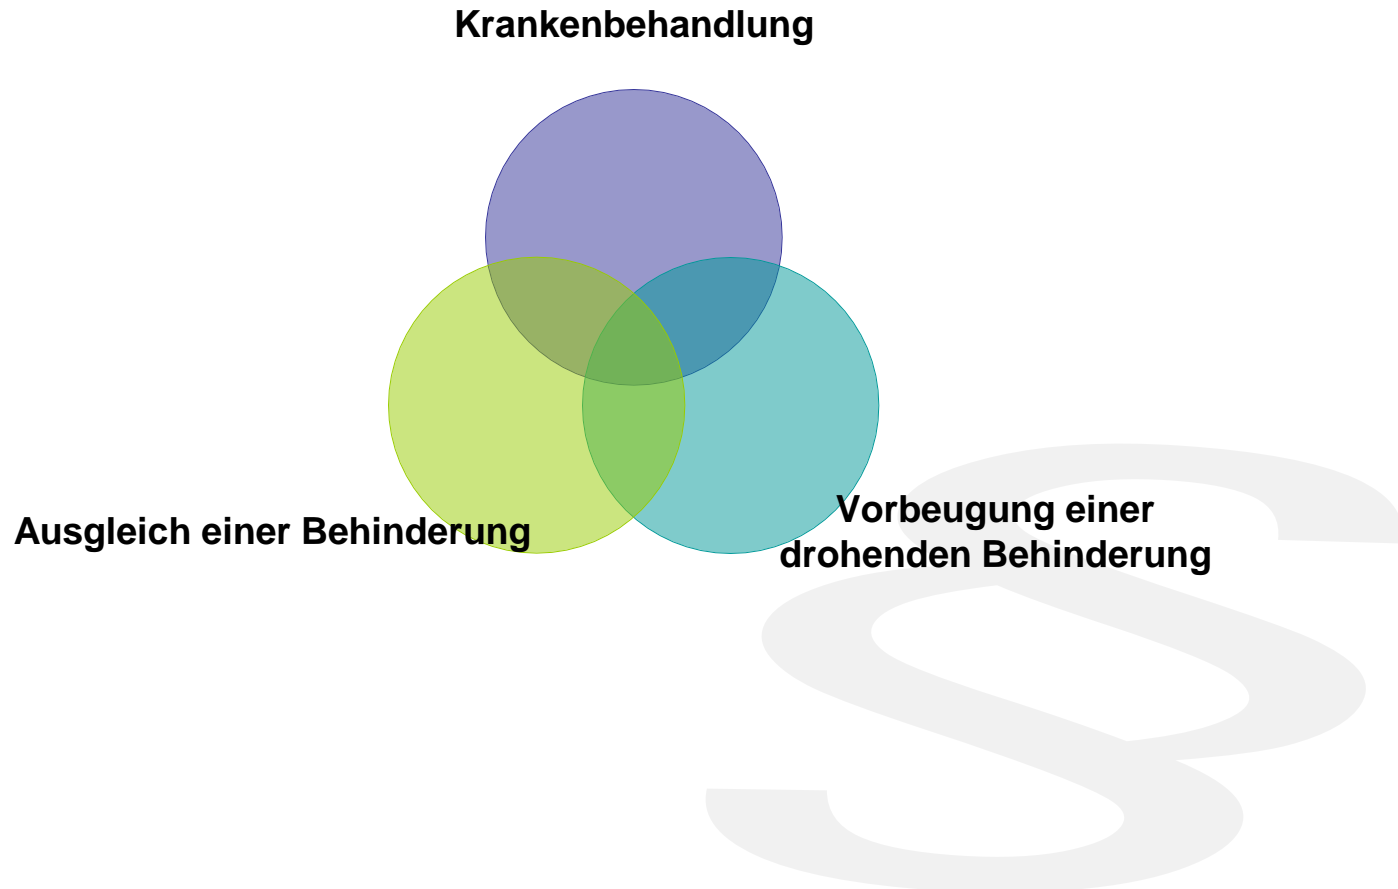 Krankenbehandlung
Ausgleich einer Behinderung
Vorbeugung einer
drohenden Behinderung
§